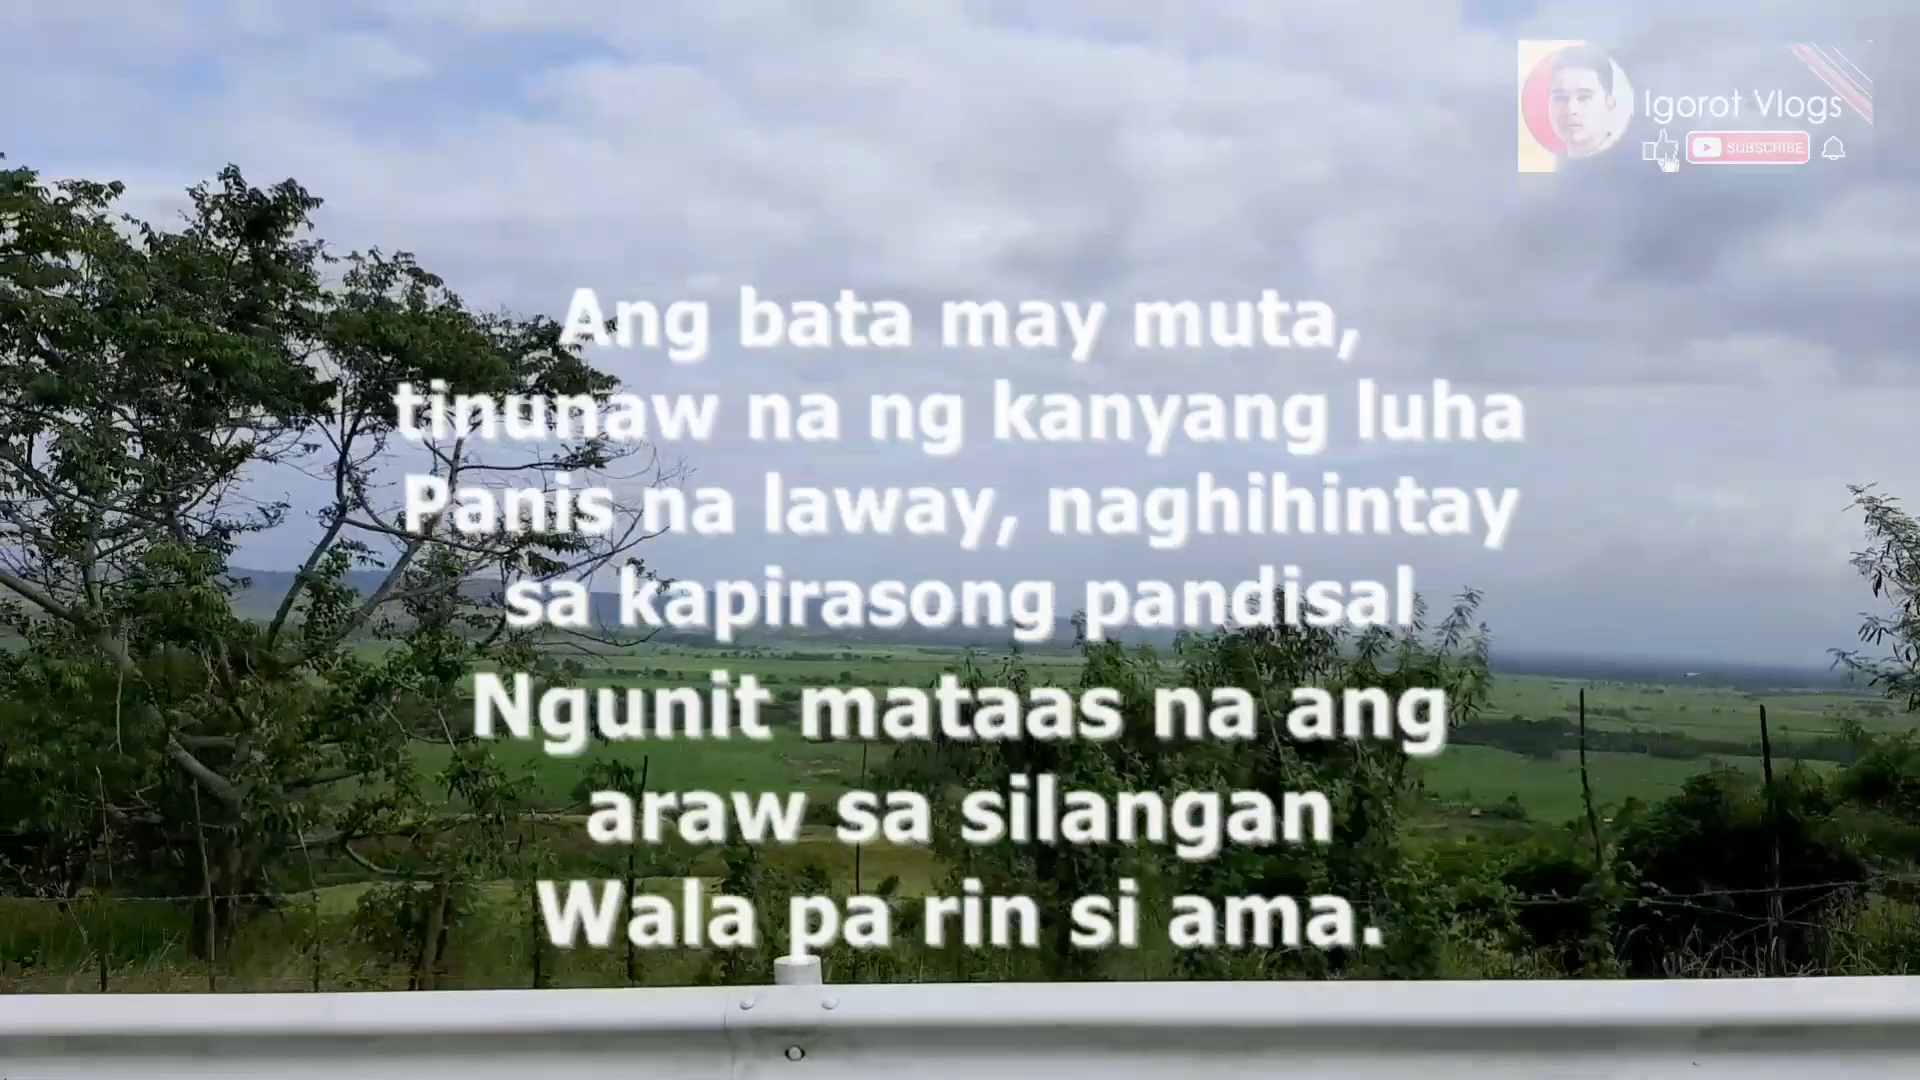 Igorot Vlogs
SUBSCRIBE
Ang bata may muta,
tinunaw na ng kanyang luha
Panis na laway, naghihintay
sa kapirasong pandisal
Ngunit mataas na ang
araw sa silangan
Wala pa rin si ama.